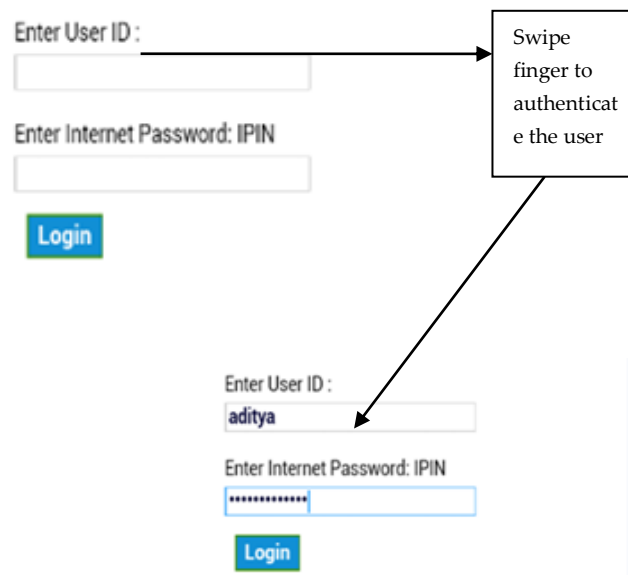 Enter User ID :
Enter Internet Password: IPIN
Login
Swipe
finger to
authenticat
e the user
Enter User ID :
aditya
Enter Internet Password: IPIN
•••••••••••••
Login